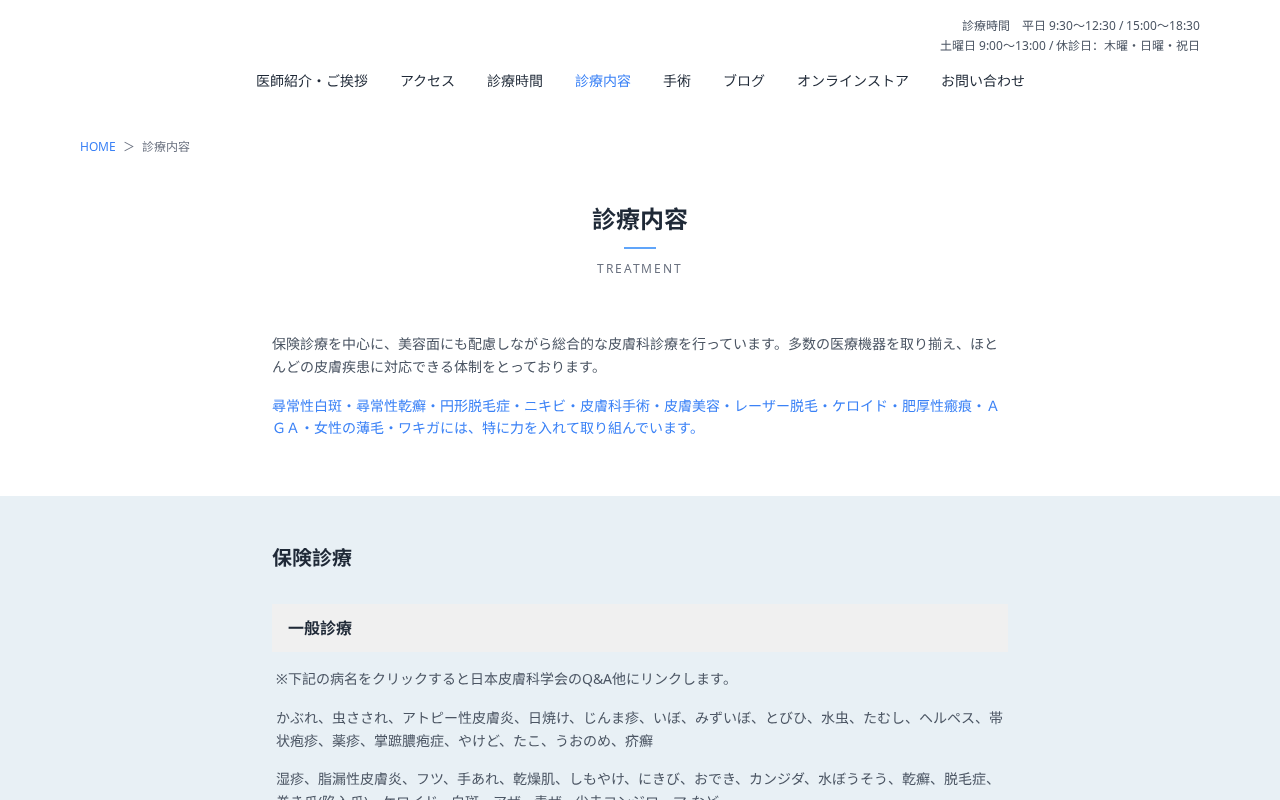 診療時間　平日 9:30〜12:30 / 15:00〜18:30
土曜日 9:00〜13:00 / 休診日：木曜・日曜・祝日
医師紹介・ご挨拶 アクセス 診療時間 診療内容 手術 ブログ オンラインストア お問い合わせ
HOME ＞ 診療内容
診療内容
TREATMENT
保険診療を中心に、美容面にも配慮しながら総合的な皮膚科診療を行っています。多数の医療機器を取り揃え、ほと
んどの皮膚疾患に対応できる体制をとっております。
尋常性白斑・尋常性乾癬・円形脱毛症・ニキビ・皮膚科手術・皮膚美容・レーザー脱毛・ケロイド・肥厚性瘢痕・Ａ
ＧＡ・女性の薄毛・ワキガには、特に力を入れて取り組んでいます。
保険診療
一般診療
※下記の病名をクリックすると日本皮膚科学会のQ&A他にリンクします。
かぶれ、虫さされ、アトピー性皮膚炎、日焼け、じんま疹、いぼ、みずいぼ、とびひ、水虫、たむし、ヘルペス、帯
状疱疹、薬疹、掌蹠膿疱症、やけど、たこ、うおのめ、疥癬
湿疹、脂漏性皮膚炎、フツ、手あれ、乾燥肌、しもやけ、にきび、おでき、カンジダ、水ぼうそう、乾癬、脱毛症、